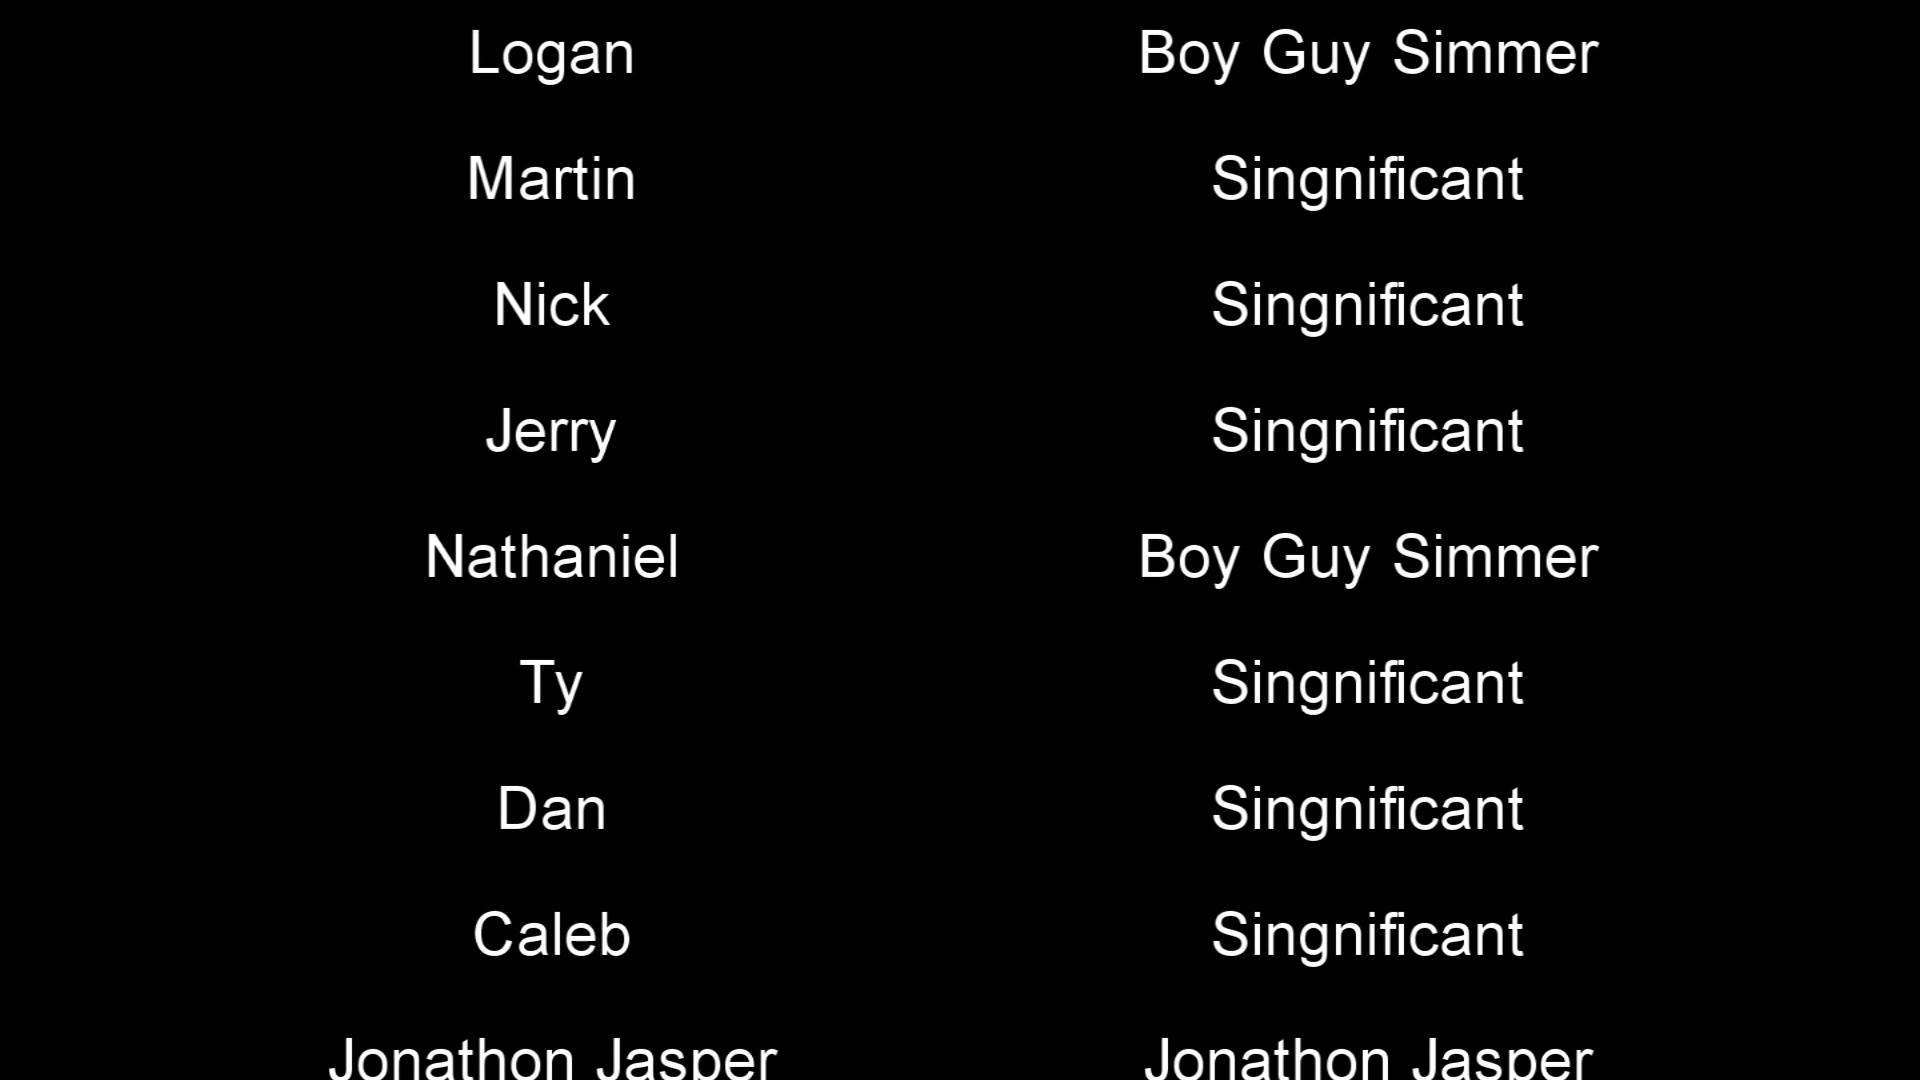 Logan Boy Guy Simmer
Martin Singnificant
Nick Singnificant
Jerry Singnificant
Nathaniel Boy Guy Simmer
Ty Singnificant
Dan Singnificant
Caleb Singnificant
Jonathon Jasper Jonathon Jasper